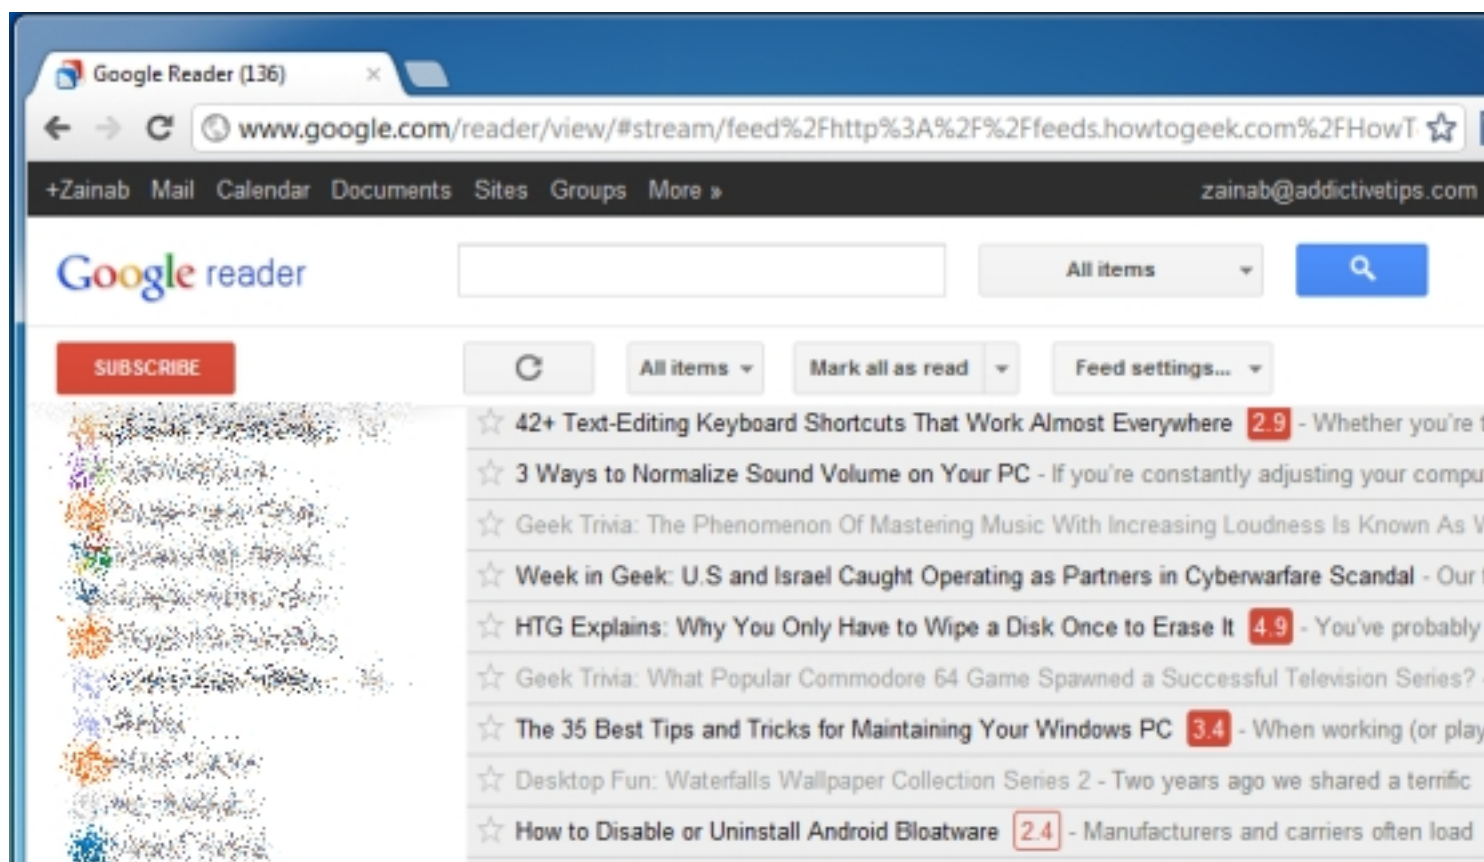 Google Reader (136)
www.google.com/reader/view/#stream/feed%2Fhttp%3A%2F%2Ffeeds.howtogeek.com%2FHowT
+Zainab Mail Calendar Documents Sites Groups More » zainab@addictivetips.com
Google reader All items
SUBSCRIBE All items Mark all as read Feed settings...
42+ Text-Editing Keyboard Shortcuts That Work Almost Everywhere 2.9 - Whether you're t
3 Ways to Normalize Sound Volume on Your PC - If you're constantly adjusting your compu
Geek Trivia: The Phenomenon Of Mastering Music With Increasing Loudness Is Known As W
Week in Geek: U.S and Israel Caught Operating as Partners in Cyberwarfare Scandal - Our
HTG Explains: Why You Only Have to Wipe a Disk Once to Erase It 4.9 - You've probably
Geek Trivia: What Popular Commodore 64 Game Spawned a Successful Television Series? -
The 35 Best Tips and Tricks for Maintaining Your Windows PC 3.4 - When working (or play
Desktop Fun: Waterfalls Wallpaper Collection Series 2 - Two years ago we shared a terrific
How to Disable or Uninstall Android Bloatware 2.4 - Manufacturers and carriers often load